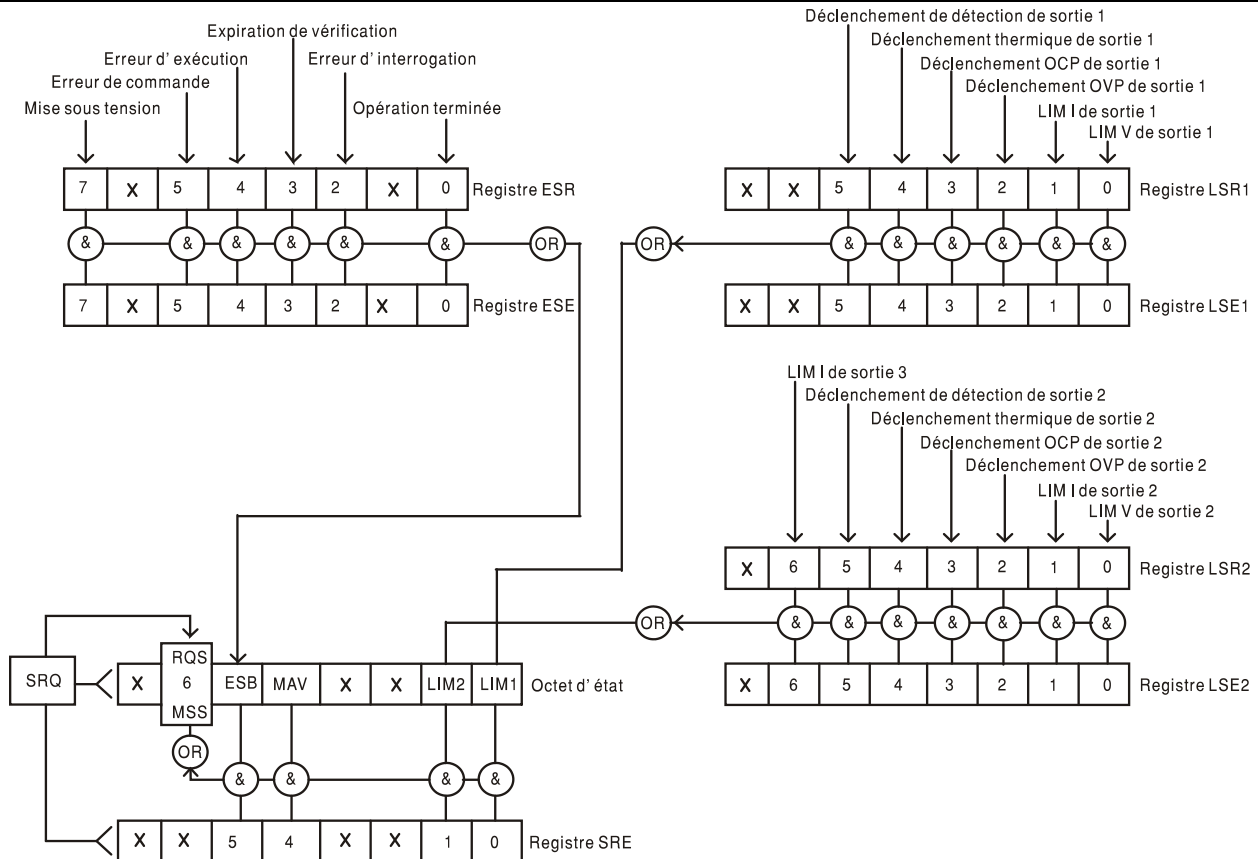 Expiration de vérification
Erreur d' exécution
Erreur d' interrogation
Erreur de commande
Mise sous tension
Opération terminée
7 X 5 4 3 2 X 0 Registre ESR
& & & & & & OR
7 X 5 4 3 2 X 0 Registre ESE
Déclenchement de détection de sortie 1
Déclenchement thermique de sortie 1
Déclenchement OCP de sortie 1
Déclenchement OVP de sortie 1
LIM I de sortie 1
LIM V de sortie 1
X X 5 4 3 2 1 0 Registre LSR1
OR & & & & & &
X X 5 4 3 2 1 0 Registre LSE1
LIM I de sortie 3
Déclenchement de détection de sortie 2
Déclenchement thermique de sortie 2
Déclenchement OCP de sortie 2
Déclenchement OVP de sortie 2
LIM I de sortie 2
LIM V de sortie 2
X 6 5 4 3 2 1 0 Registre LSR2
OR & & & & & & &
X 6 5 4 3 2 1 0 Registre LSE2
RQS
SRQ X 6 ESB MAV X X LIM2 LIM1 Octet d' état
MSS
OR
& & & &
X X 5 4 X X 1 0 Registre SRE